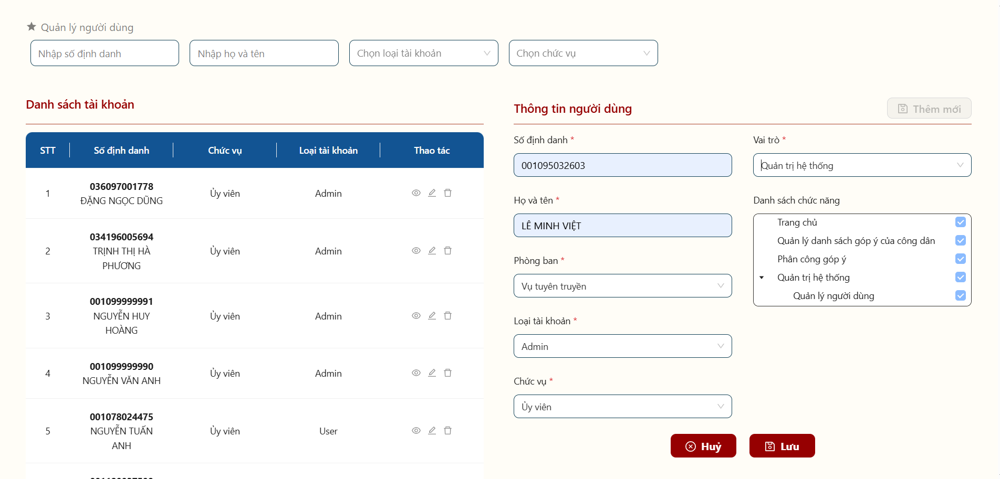 Quản lý người dùng
Nhập số định danh
Nhập họ và tên
Chọn loại tài khoản
Chọn chức vụ
Danh sách tài khoản
STT Số định danh Chức vụ Loại tài khoản Thao tác
1 036097001778 ĐẶNG NGỌC DŨNG Ủy viên Admin
2 034196005694 TRỊNH THỊ HÀ PHƯƠNG Ủy viên Admin
3 001099999991 NGUYỄN HUY HOÀNG Ủy viên Admin
4 001099999990 NGUYỄN VĂN ANH Ủy viên Admin
5 001078024475 NGUYỄN TUẤN ANH Ủy viên User
Thông tin người dùng
Thêm mới
Số định danh *
001095032603
Họ và tên *
LÊ MINH VIỆT
Phòng ban *
Vụ tuyên truyền
Loại tài khoản *
Admin
Chức vụ *
Ủy viên
Vai trò *
Quản trị hệ thống
Danh sách chức năng
Trang chủ
Quản lý danh sách góp ý của công dân
Phân công góp ý
Quản trị hệ thống
Quản lý người dùng
Huỷ
Lưu